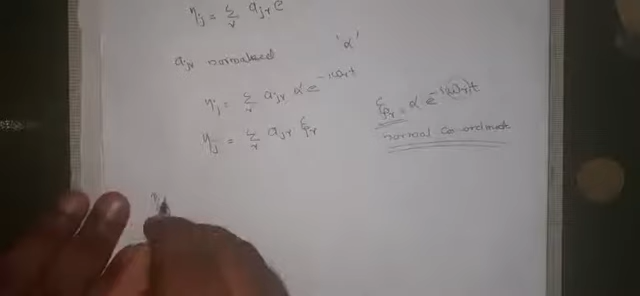 ηj = Σr ajr e
ajr normalised 'α'
ηj = Σr ajr α e^-iωrt
ηj = Σr ajr ξr
ξr = α e^-iωrt
normal co-ordinate
η